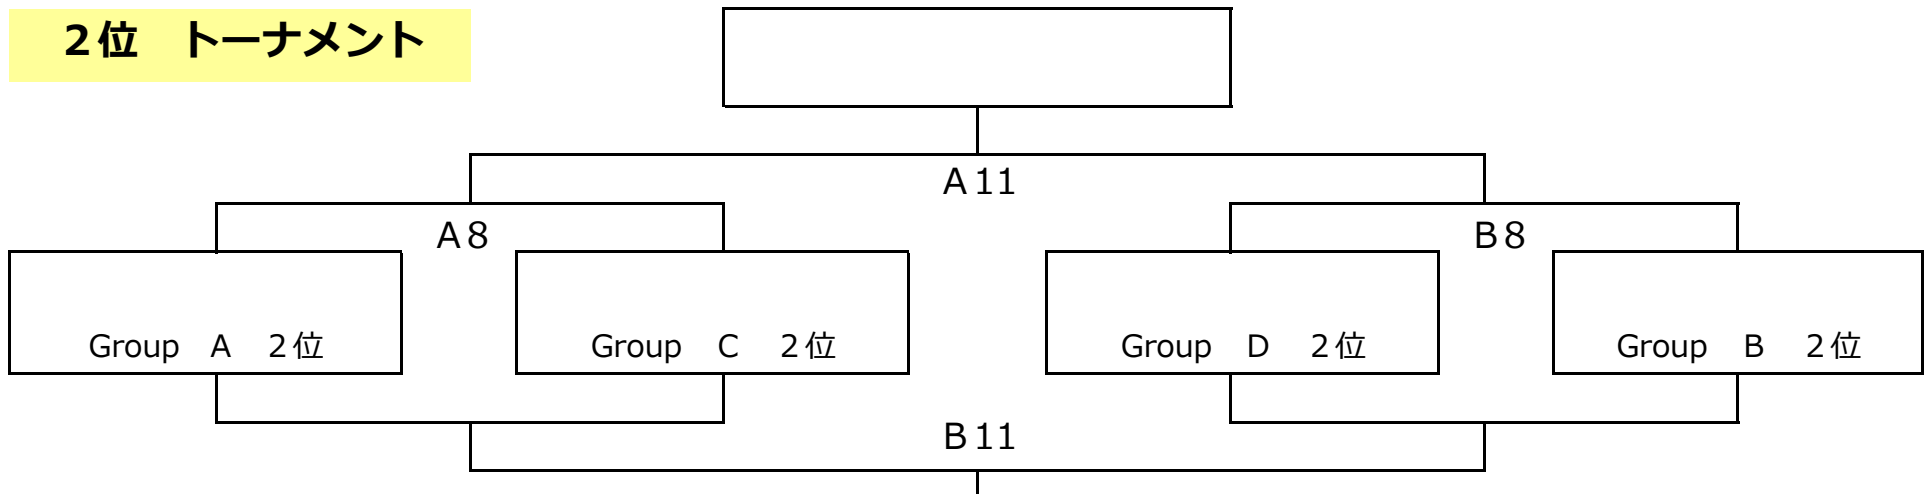 ２位　トーナメント
Ａ11
Ａ８
Ｂ８
Group　A　２位
Group　C　２位
Group　D　２位
Group　B　２位
Ｂ11